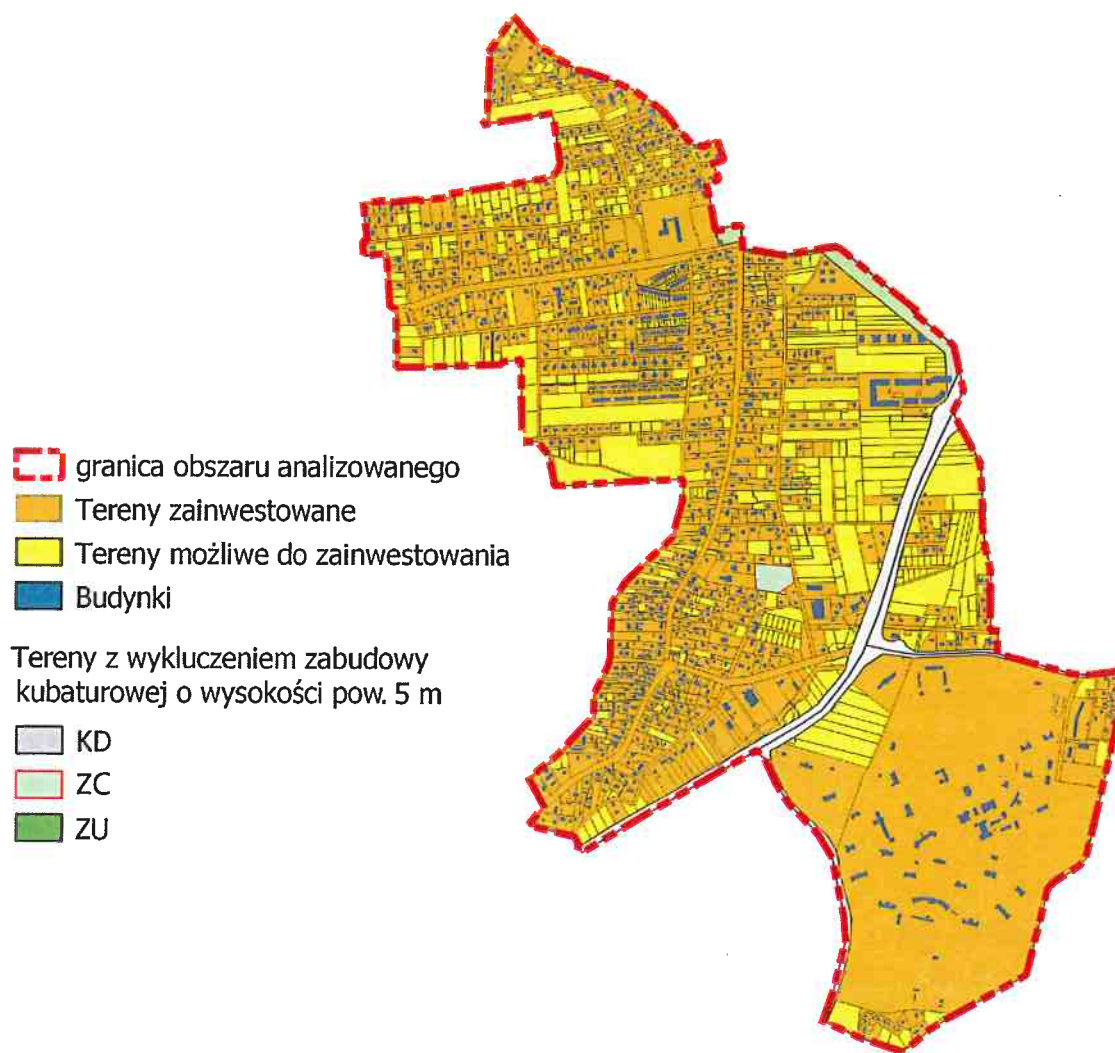 granica obszaru analizowanego
Tereny zainwestowane
Tereny możliwe do zainwestowania
Budynki
Tereny z wykluczeniem zabudowy
kubaturowej o wysokości pow. 5 m
KD
ZC
ZU